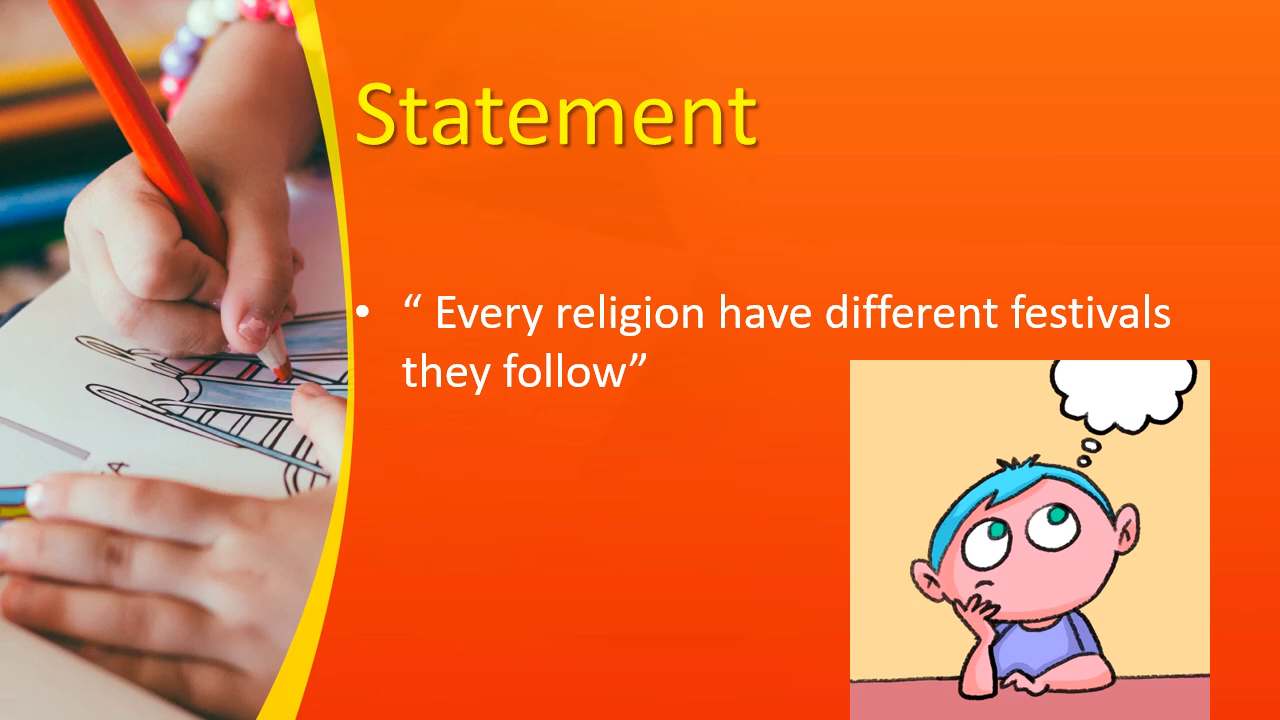 Statement
• “ Every religion have different festivals
they follow”